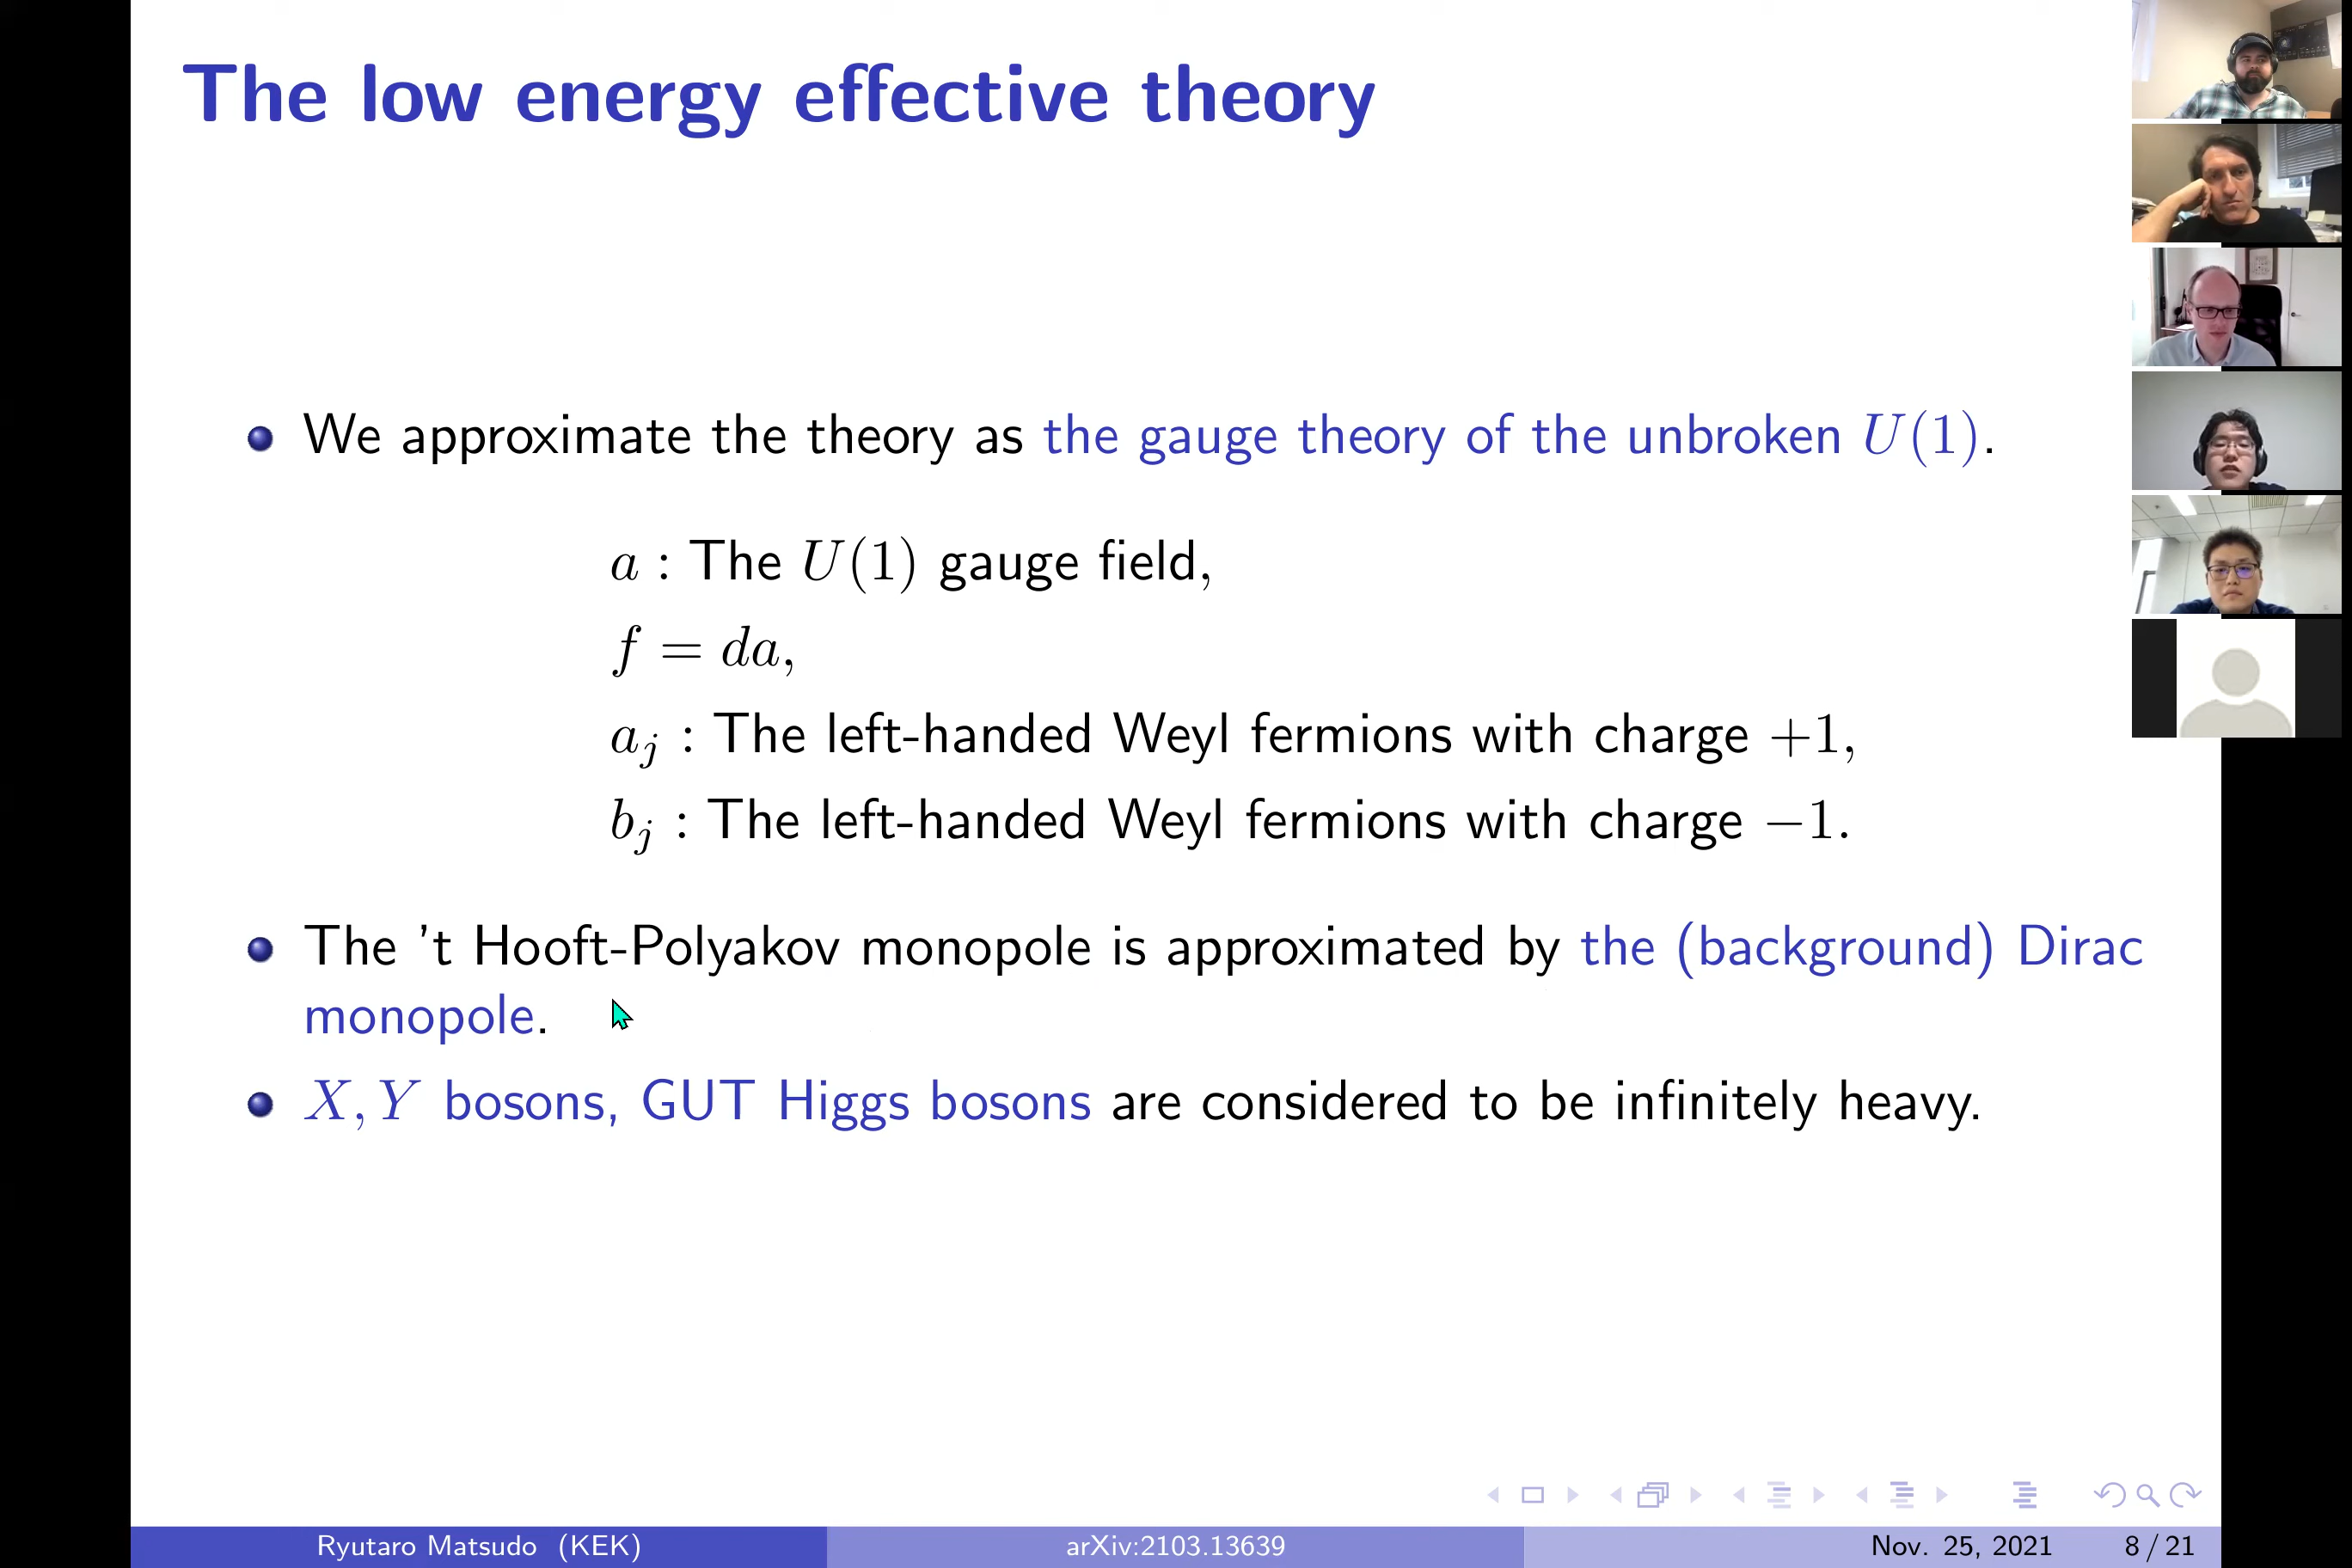 The low energy effective theory
We approximate the theory as the gauge theory of the unbroken U(1).
a : The U(1) gauge field,
f = da,
a_j : The left-handed Weyl fermions with charge +1,
b_j : The left-handed Weyl fermions with charge −1.
The 't Hooft-Polyakov monopole is approximated by the (background) Dirac
monopole.
X, Y bosons, GUT Higgs bosons are considered to be infinitely heavy.
Ryutaro Matsudo (KEK) arXiv:2103.13639 Nov. 25, 2021 8 / 21